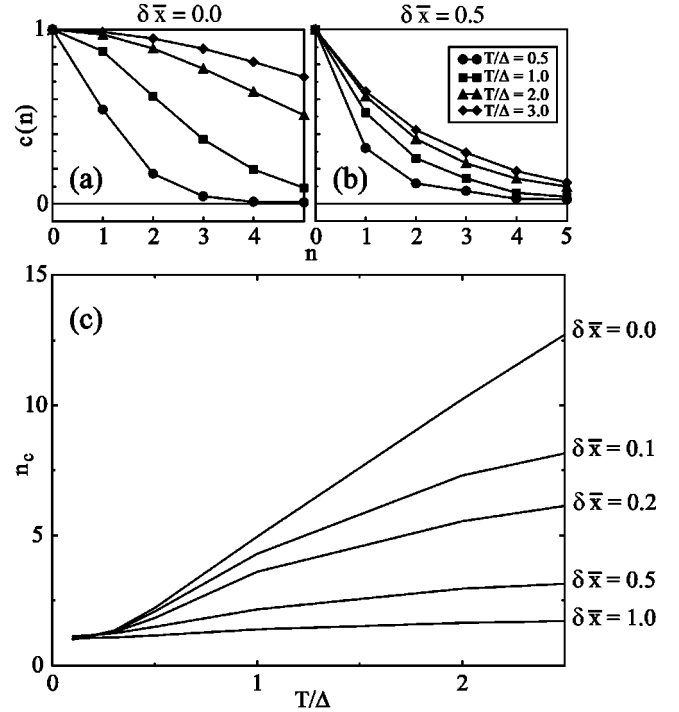 δ x̄ = 0.0
δ x̄ = 0.5
c(n)
1
0
(a)
0 1 2 3 4
(b)
T/Δ = 0.5
T/Δ = 1.0
T/Δ = 2.0
T/Δ = 3.0
0 1 2 3 4 5
n
(c)
n_c
15
10
5
0
δ x̄ = 0.0
δ x̄ = 0.1
δ x̄ = 0.2
δ x̄ = 0.5
δ x̄ = 1.0
0 1 2
T/Δ